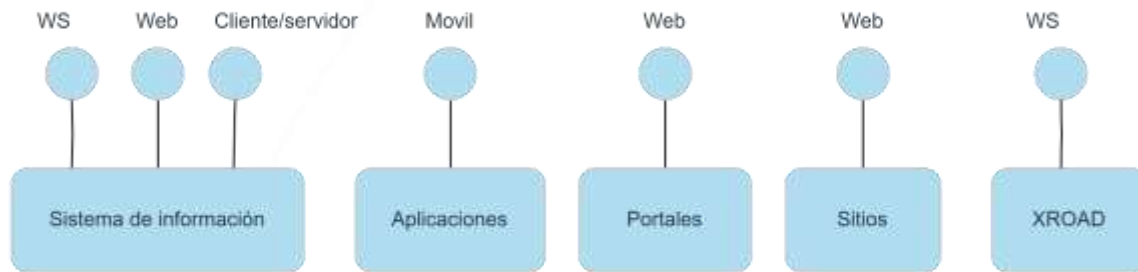 WS Web Cliente/servidor Movil Web Web WS
Sistema de información Aplicaciones Portales Sitios XROAD